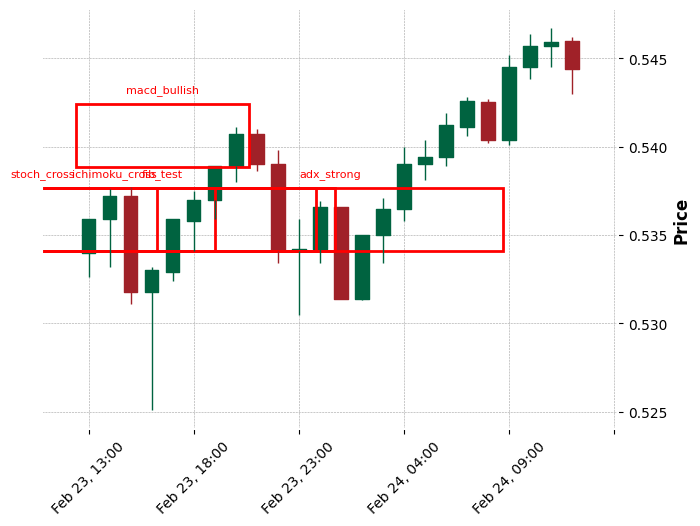 0.545
macd_bullish
0.540
stoch_cross
ichimoku_cross
fib_test
adx_strong
0.535
0.530
0.525
Price
Feb 23, 13:00
Feb 23, 18:00
Feb 23, 23:00
Feb 24, 04:00
Feb 24, 09:00